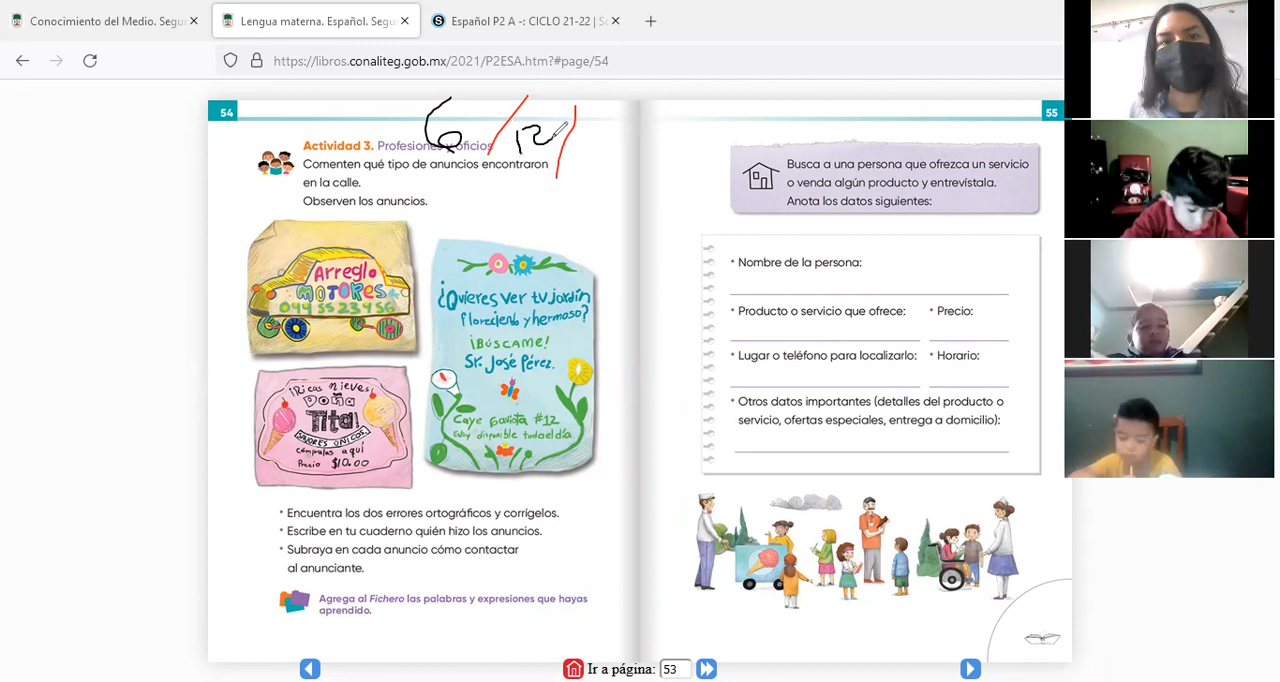 Conocimiento del Medio. Segu
Lengua materna. Español. Segu
Español P2 A -: CICLO 21-22 | Sc
https://libros.conaliteg.gob.mx/2021/P2ESA.htm?#page/54
54
6/12/
Actividad 3. Profesiones y oficios
Comenten qué tipo de anuncios encontraron
en la calle.
Observen los anuncios.
Arreglo
MOTORES
044 55 23 4 56
¡Ricas nieves!
Doña
Tita!
SABORES UNICOS
cómpralas aquí
Precio $10.00
¿Quieres ver tu jardín
floreciendo y hermoso?
¡BÚSCAME!
Sr. José Pérez.
Caye Gaviota #12
Estoy disponible todo el día
• Encuentra los dos errores ortográficos y corrígelos.
• Escribe en tu cuaderno quién hizo los anuncios.
• Subraya en cada anuncio cómo contactar
al anunciante.
Agrega al Fichero las palabras y expresiones que hayas
aprendido.
55
Busca a una persona que ofrezca un servicio
o venda algún producto y entrevístala.
Anota los datos siguientes:
• Nombre de la persona:
• Producto o servicio que ofrece: • Precio:
• Lugar o teléfono para localizarlo: • Horario:
• Otros datos importantes (detalles del producto o
servicio, ofertas especiales, entrega a domicilio):
Ir a página: 53